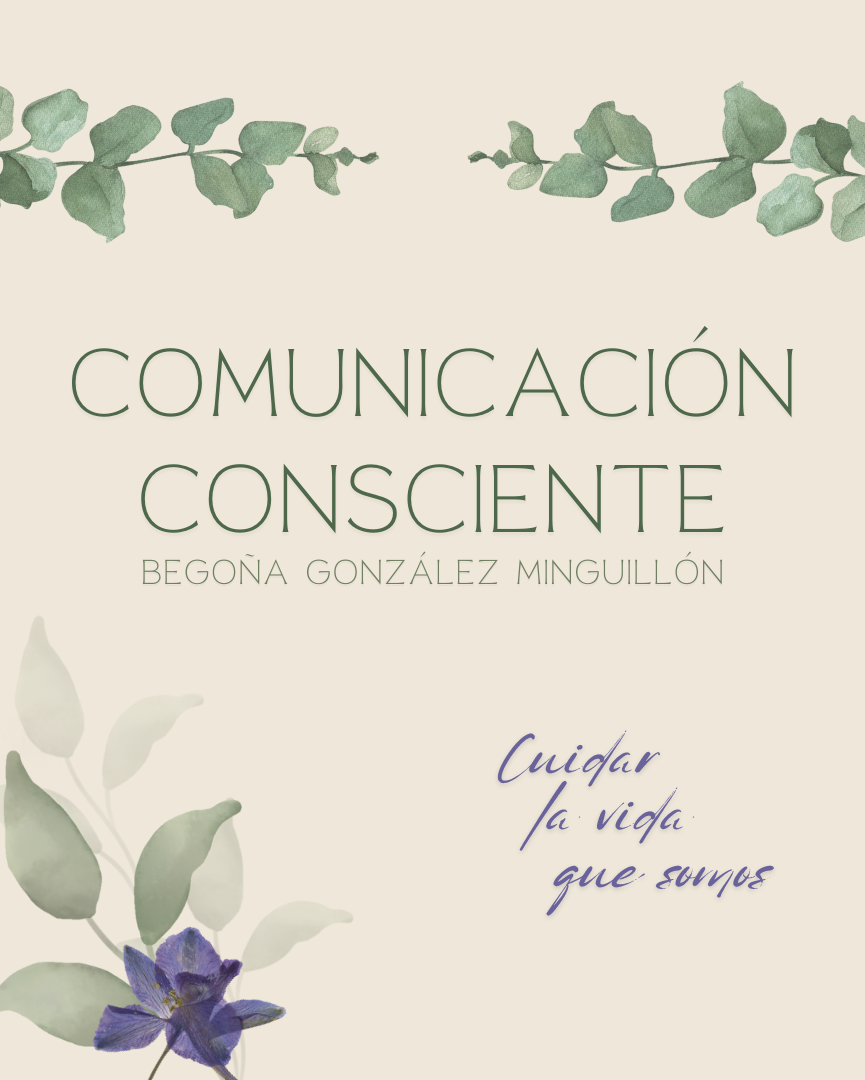 COMUNICACIÓN
CONSCIENTE
BEGOÑA GONZÁLEZ MINGUILLÓN
Cuidar
la vida
que somos